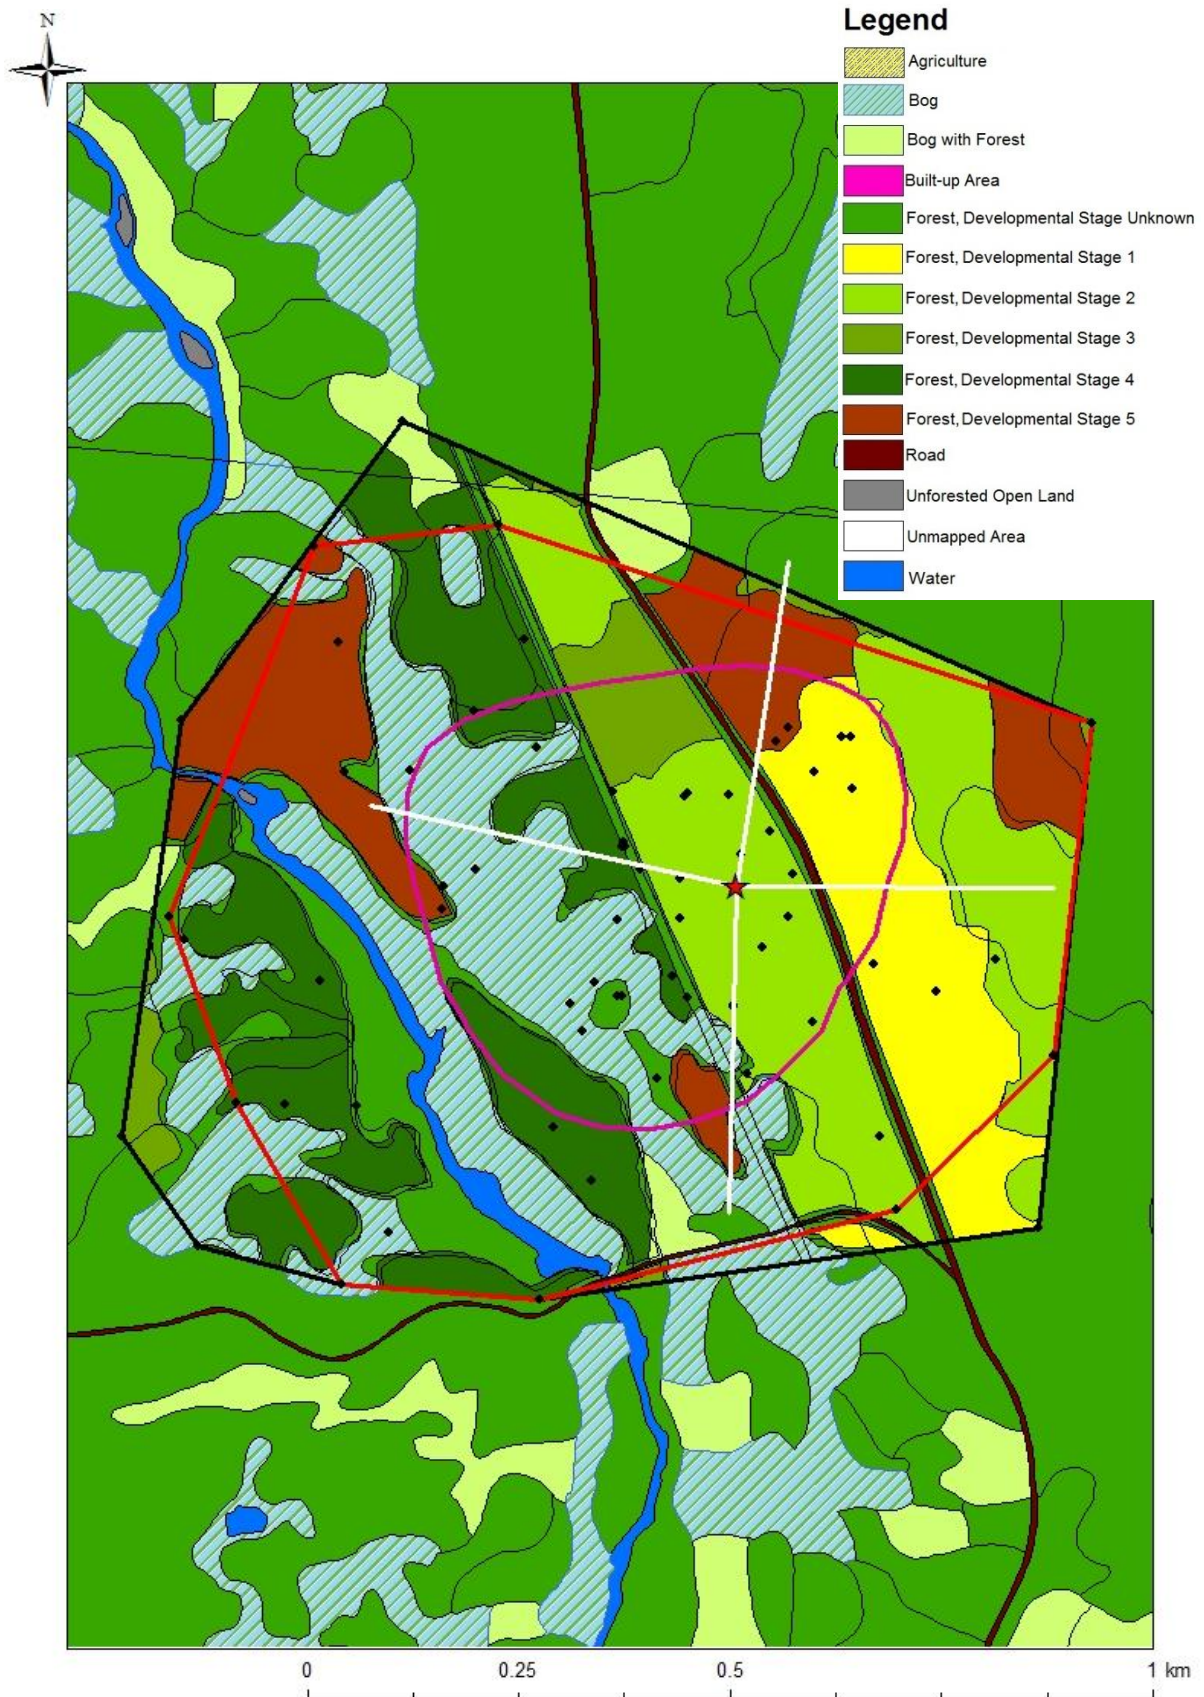 N
Legend
Agriculture
Bog
Bog with Forest
Built-up Area
Forest, Developmental Stage Unknown
Forest, Developmental Stage 1
Forest, Developmental Stage 2
Forest, Developmental Stage 3
Forest, Developmental Stage 4
Forest, Developmental Stage 5
Road
Unforested Open Land
Unmapped Area
Water
0 0.25 0.5 1 km